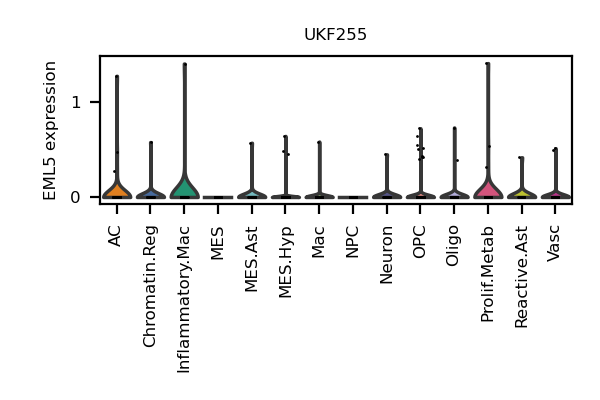 UKF255
EML5 expression
1
0
AC
Chromatin.Reg
Inflammatory.Mac
MES
MES.Ast
MES.Hyp
Mac
NPC
Neuron
OPC
Oligo
Prolif.Metab
Reactive.Ast
Vasc